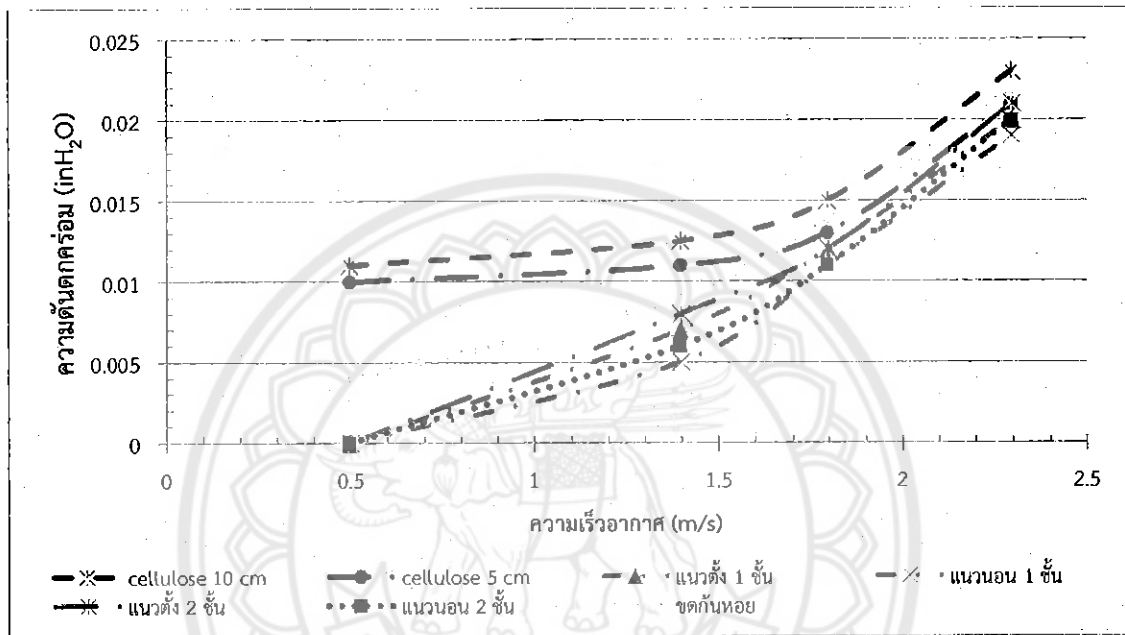 0.025
0.02
0.015
0.01
0.005
0
ความดันตกคร่อม (inH₂O)
0 0.5 1 1.5 2 2.5
ความเร็วอากาศ (m/s)
cellulose 10 cm cellulose 5 cm แนวตั้ง 1 ชั้น แนวนอน 1 ชั้น
แนวตั้ง 2 ชั้น แนวนอน 2 ชั้น ขดก้นหอย